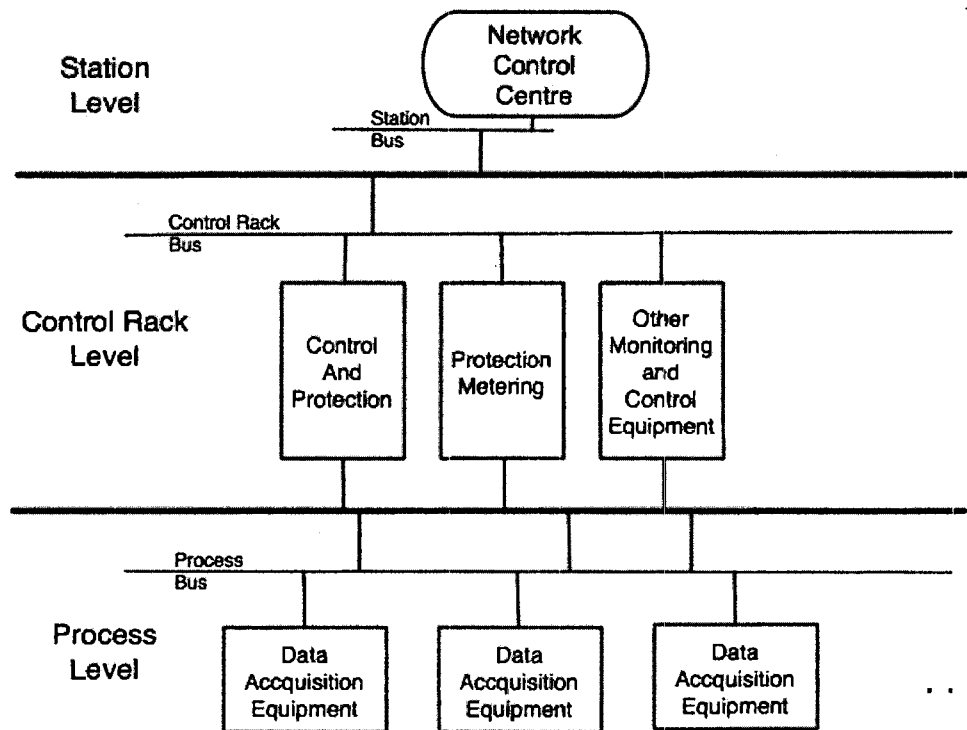 Network
Control
Centre
Station
Level
Station
Bus
Control Rack
Bus
Control Rack
Level
Control
And
Protection
Protection
Metering
Other
Monitoring
and
Control
Equipment
Process
Bus
Process
Level
Data
Accquisition
Equipment
Data
Accquisition
Equipment
Data
Accquisition
Equipment
. .